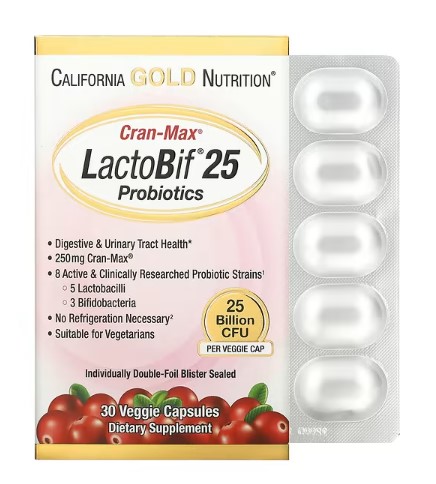 CALIFORNIA GOLD NUTRITION®
Cran-Max®
LactoBif® 25
Probiotics
• Digestive & Urinary Tract Health*
• 250mg Cran-Max®
• 8 Active & Clinically Researched Probiotic Strains¹
○ 5 Lactobacilli
○ 3 Bifidobacteria
• No Refrigeration Necessary²
• Suitable for Vegetarians
25
Billion
CFU
PER VEGGIE CAP
Individually Double-Foil Blister Sealed
30 Veggie Capsules
Dietary Supplement